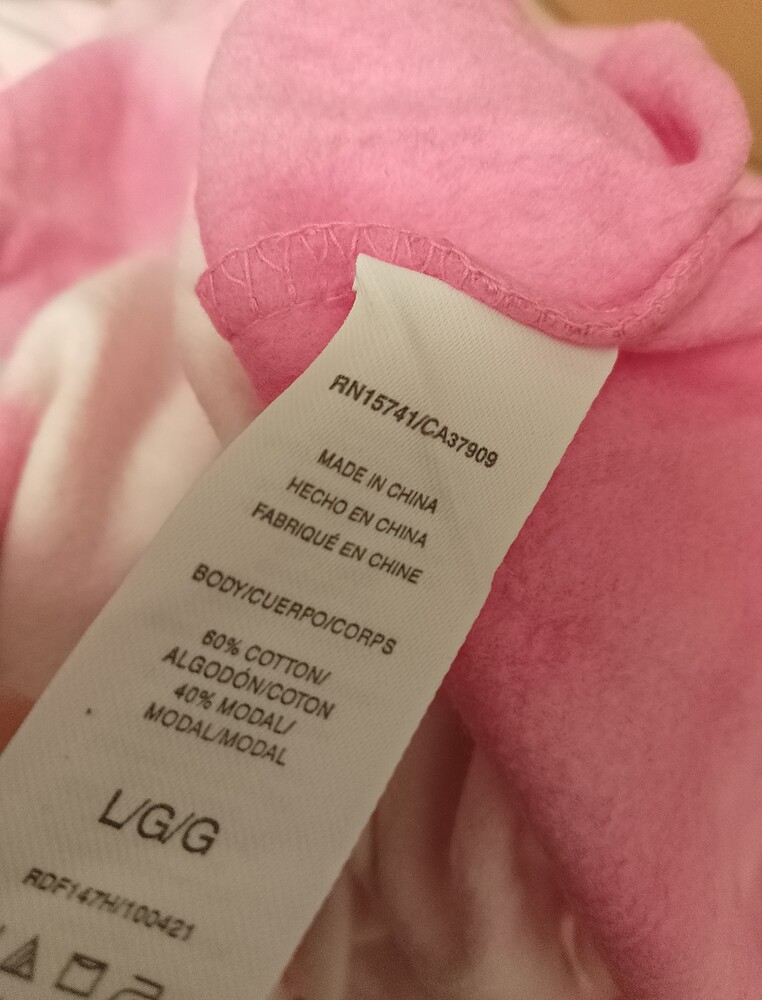 RN15741/CA37909
MADE IN CHINA
HECHO EN CHINA
FABRIQUÉ EN CHINE
BODY/CUERPO/CORPS
60% COTTON/
ALGODÓN/COTON
40% MODAL/
MODAL/MODAL
L/G/G
RDF147H/100421